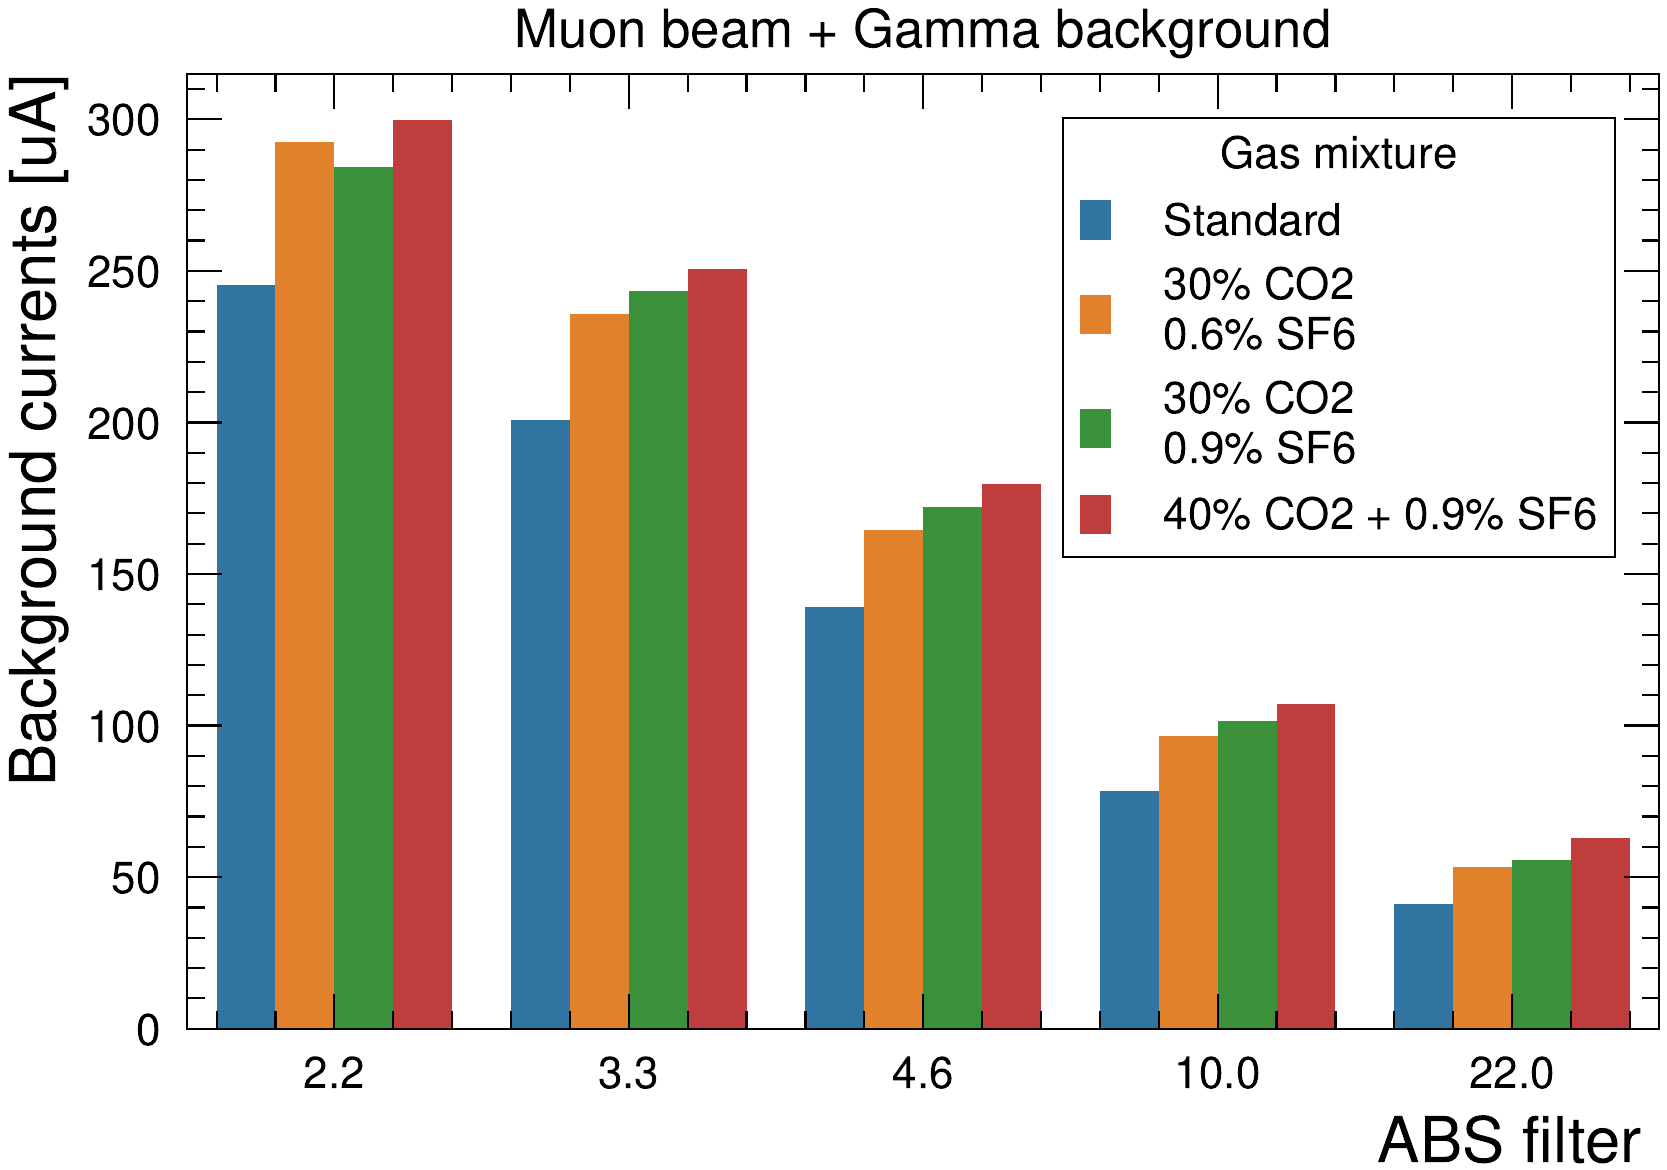 Muon beam + Gamma background
Background currents [uA]
300
250
200
150
100
50
0
Gas mixture
Standard
30% CO2
0.6% SF6
30% CO2
0.9% SF6
40% CO2 + 0.9% SF6
2.2 3.3 4.6 10.0 22.0
ABS filter